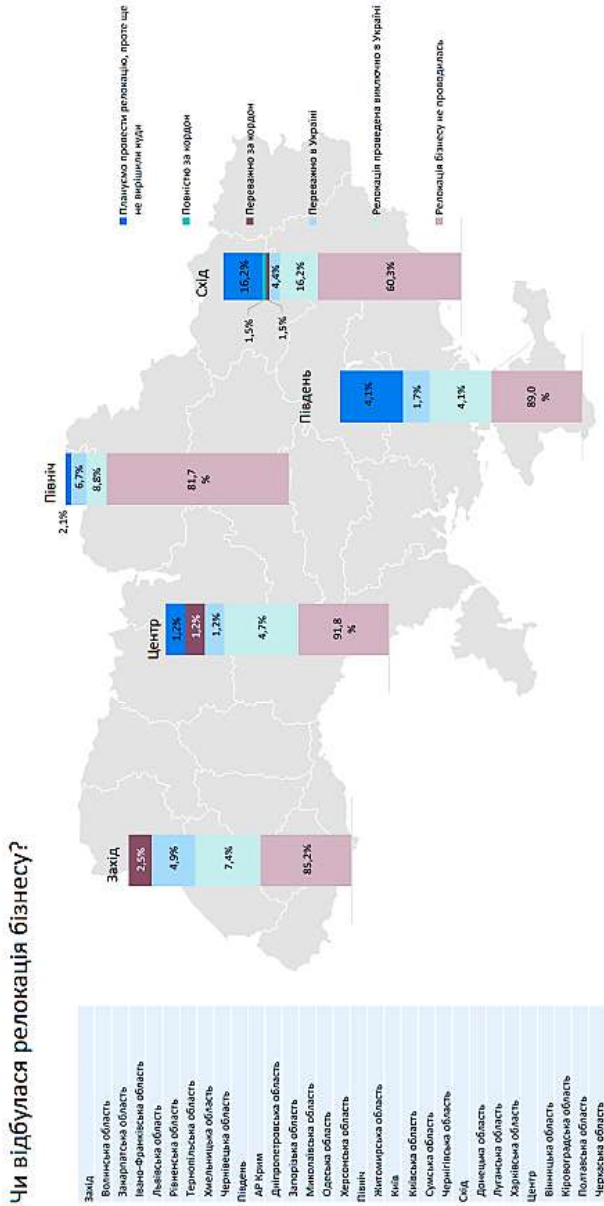 Чи відбулася релокація бізнесу?
Захід
Волинська область
Закарпатська область
Івано-Франківська область
Львівська область
Рівненська область
Тернопільська область
Хмельницька область
Чернівецька область
Південь
АР Крим
Дніпропетровська область
Запорівка область
Миколаївська область
Одеська область
Херсонська область
Північ
Житомирська область
Київ
Київська область
Сумська область
Чернігівська область
Схід
Донецька область
Луганська область
Харківська область
Центр
Вінницька область
Кіровоградська область
Полтавська область
Черкаська область
Захід
2,5%
4,9%
7,4%
85,2%
Центр
1,2%
1,2%
1,2%
4,7%
91,8
%
Північ
2,1%
6,7%
8,8%
81,7
%
Південь
4,1%
1,7%
4,1%
89,0
%
Схід
16,2%
1,5%
1,5%
4,4%
16,2%
60,3%
Плануємо провести релокацію, проте ще
не вирішили куди
Повністю за кордон
Переважно за кордон
Переважно в Україні
Релокація проведена виключно в Україні
Релокація бізнесу не проводилась